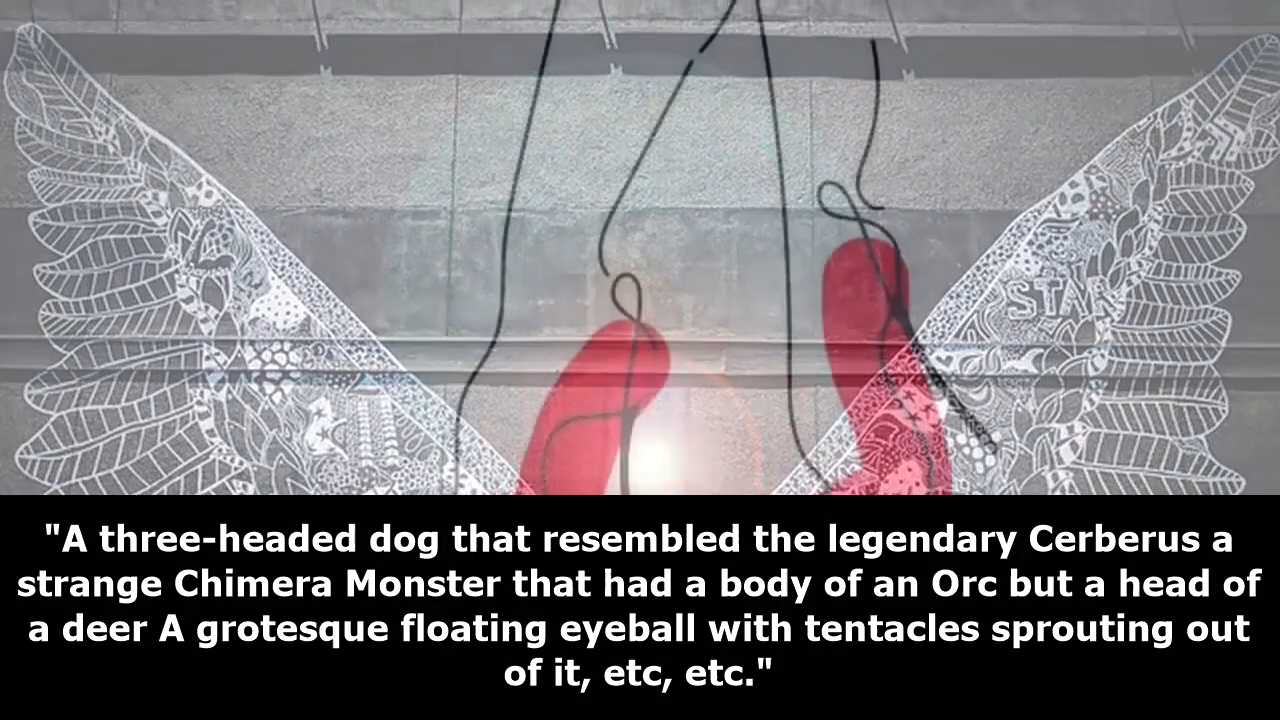 STAR
"A three-headed dog that resembled the legendary Cerberus a
strange Chimera Monster that had a body of an Orc but a head of
a deer A grotesque floating eyeball with tentacles sprouting out
of it, etc, etc."